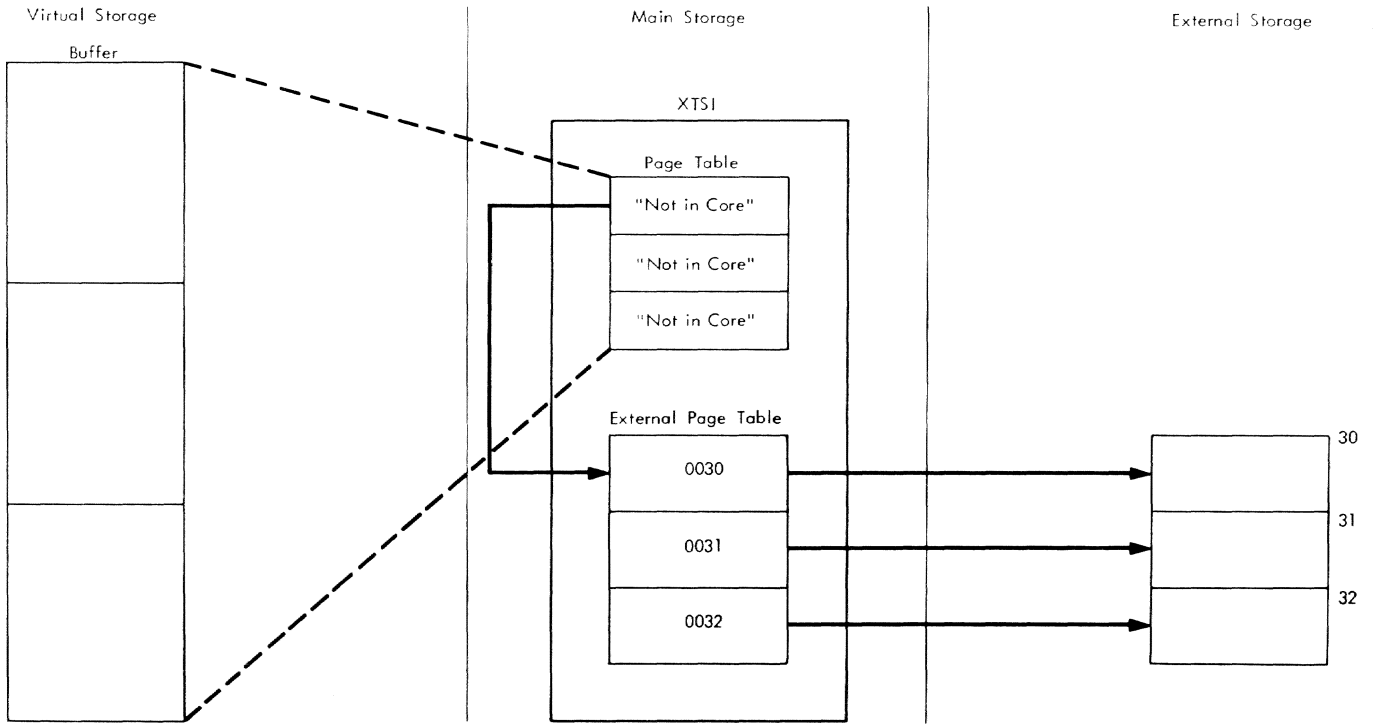 Virtual Storage
Main Storage
External Storage
Buffer
XTSI
Page Table
"Not in Core"
"Not in Core"
"Not in Core"
External Page Table
0030
0031
0032
30
31
32